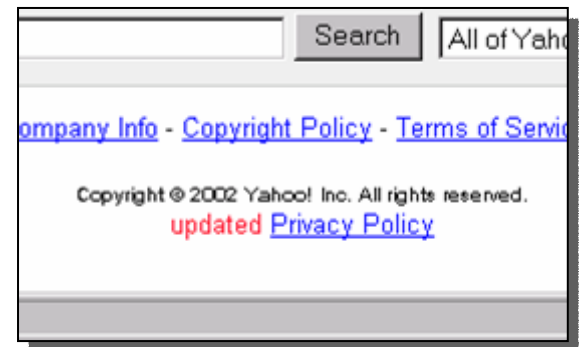 Search All of Yaho
ompany Info - Copyright Policy - Terms of Servic
Copyright © 2002 Yahoo! Inc. All rights reserved.
updated Privacy Policy